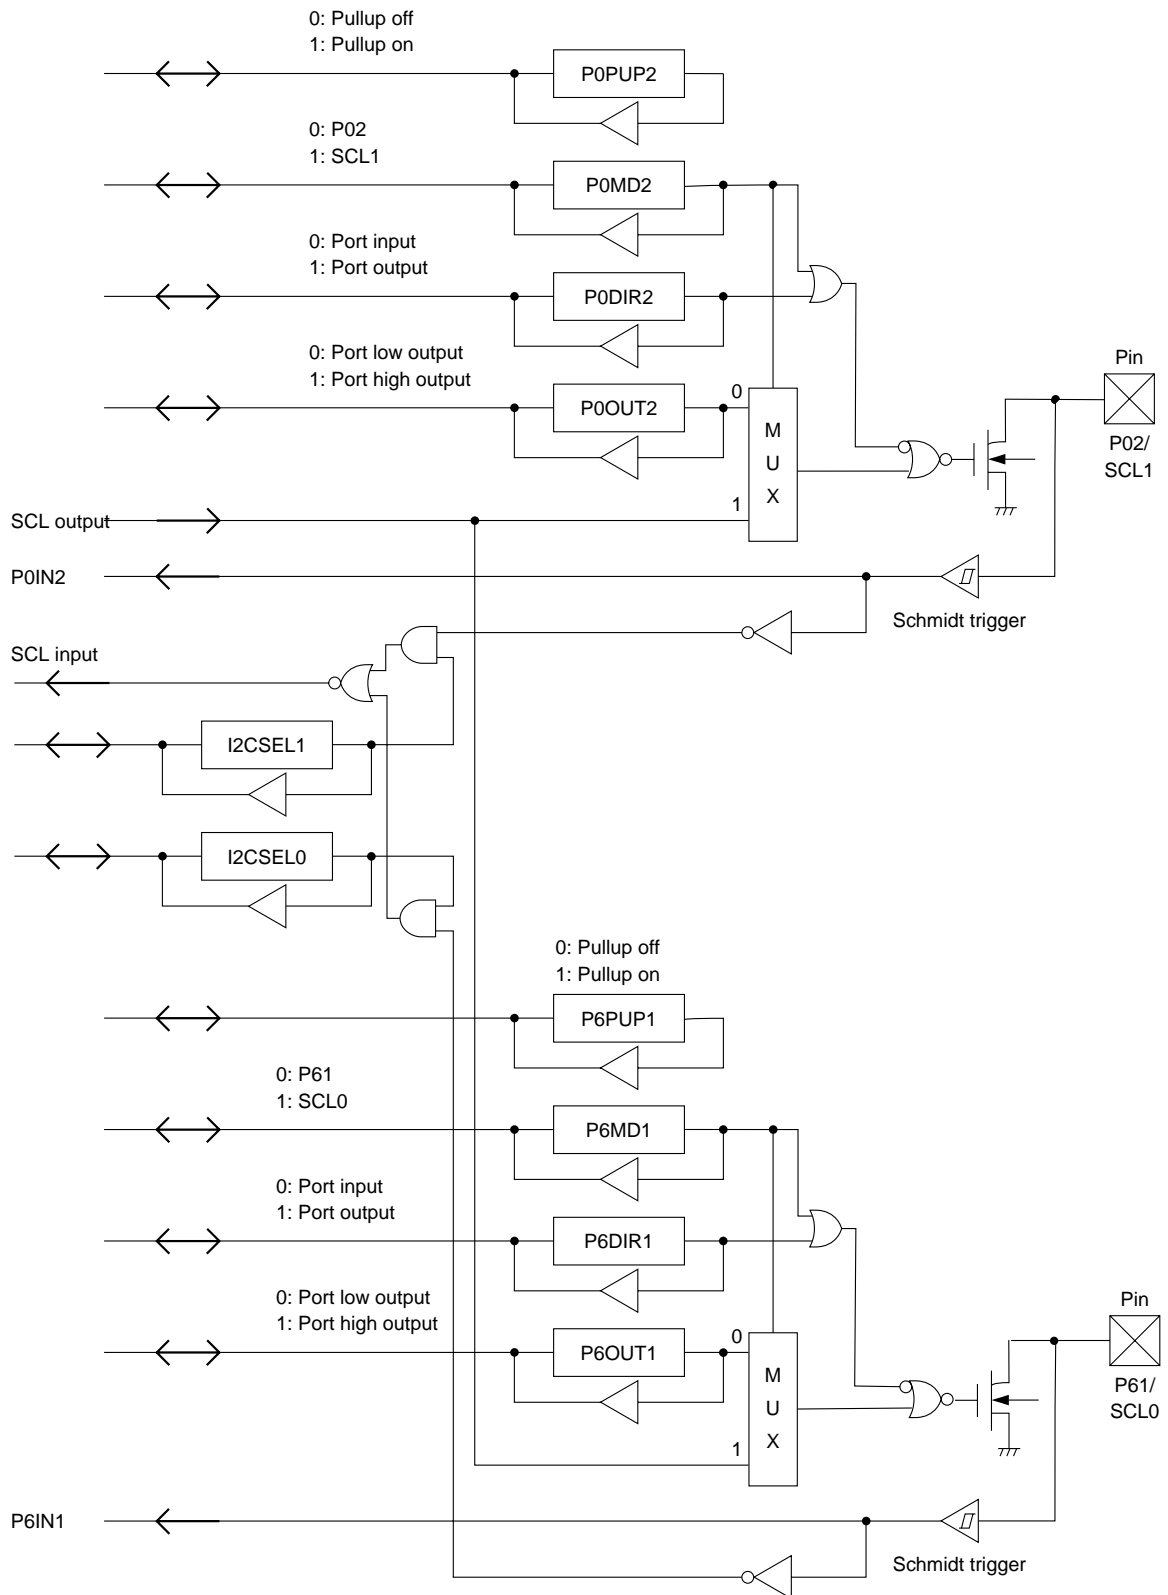 0: Pullup off
1: Pullup on
P0PUP2
0: P02
1: SCL1
P0MD2
0: Port input
1: Port output
P0DIR2
0: Port low output
1: Port high output
P0OUT2
0
M
U
X
1
Pin
P02/
SCL1
SCL output
P0IN2
Schmidt trigger
SCL input
I2CSEL1
I2CSEL0
0: Pullup off
1: Pullup on
P6PUP1
0: P61
1: SCL0
P6MD1
0: Port input
1: Port output
P6DIR1
0: Port low output
1: Port high output
P6OUT1
0
M
U
X
1
Pin
P61/
SCL0
P6IN1
Schmidt trigger